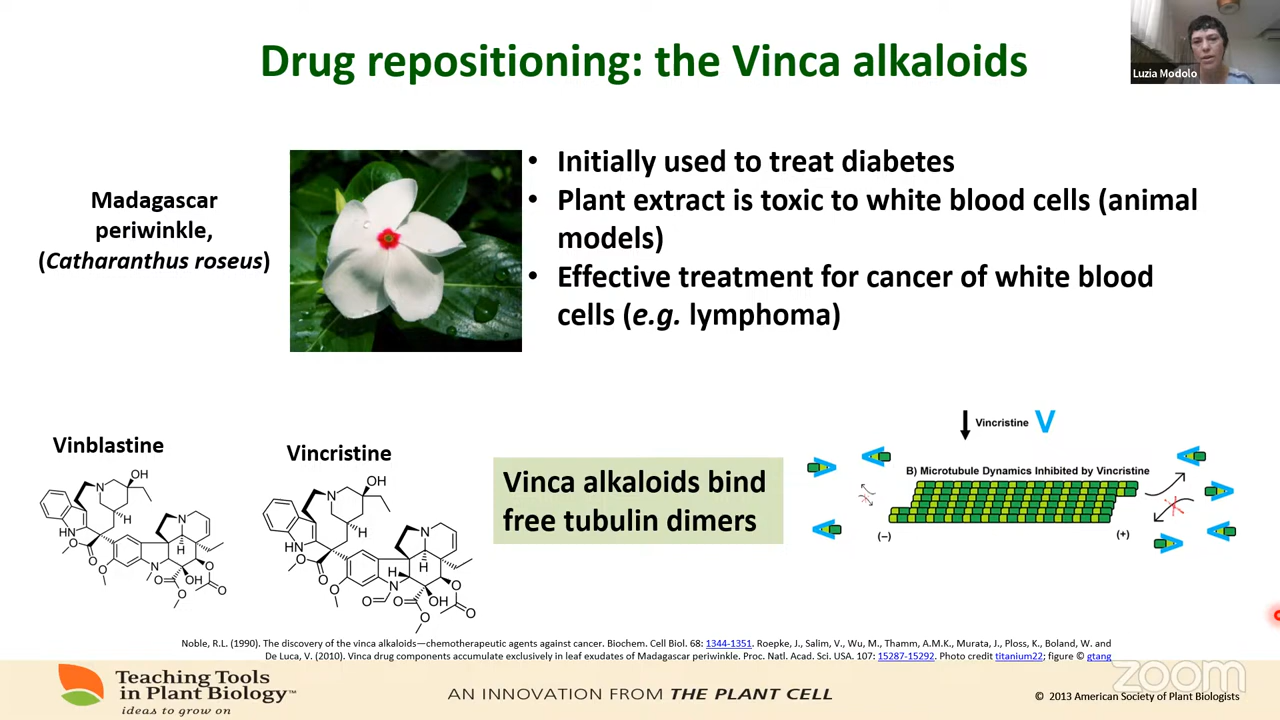 Drug repositioning: the Vinca alkaloids
Luzia Modolo
Madagascar
periwinkle,
(Catharanthus roseus)
• Initially used to treat diabetes
• Plant extract is toxic to white blood cells (animal
models)
• Effective treatment for cancer of white blood
cells (e.g. lymphoma)
Vinblastine
Vincristine
Vinca alkaloids bind
free tubulin dimers
Vincristine V
B) Microtubule Dynamics Inhibited by Vincristine
(–)
(+)
OH
N
H
N
HN
O
O
N
H
O
N
OH
O
O
O
O
OH
N
H
N
HN
O
O
H
H
O
N
OH
O
O
O
O
O
Noble, R.L. (1990). The discovery of the vinca alkaloids—chemotherapeutic agents against cancer. Biochem. Cell Biol. 68: 1344-1351. Roepke, J., Salim, V., Wu, M., Thamm, A.M.K., Murata, J., Ploss, K., Boland, W. and
De Luca, V. (2010). Vinca drug components accumulate exclusively in leaf exudates of Madagascar periwinkle. Proc. Natl. Acad. Sci. USA. 107: 15287-15292. Photo credit titanium22; figure © gtang
zoom
Teaching Tools
in Plant Biology™
ideas to grow on
AN INNOVATION FROM THE PLANT CELL
© 2013 American Society of Plant Biologists